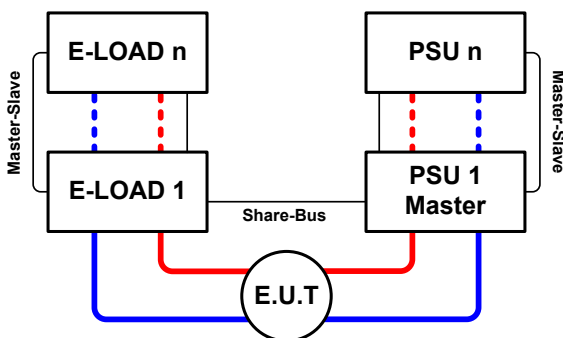 E-LOAD n
PSU n
Master-Slave
Master-Slave
E-LOAD 1
PSU 1
Master
Share-Bus
E.U.T